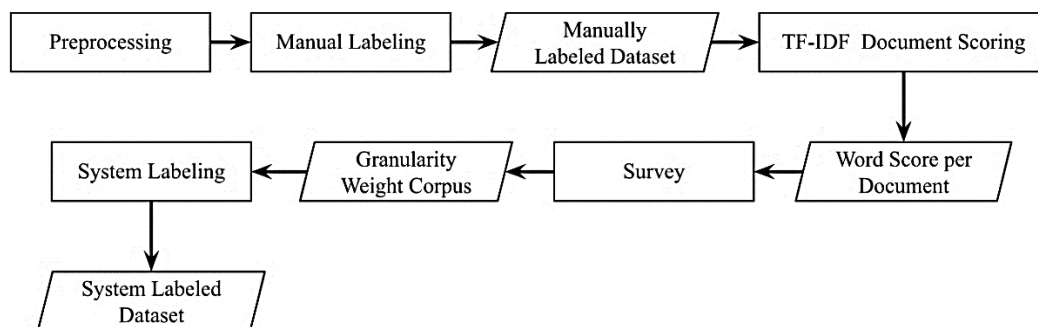 Preprocessing
Manual Labeling
Manually
Labeled Dataset
TF-IDF Document Scoring
Word Score per
Document
Survey
Granularity
Weight Corpus
System Labeling
System Labeled
Dataset